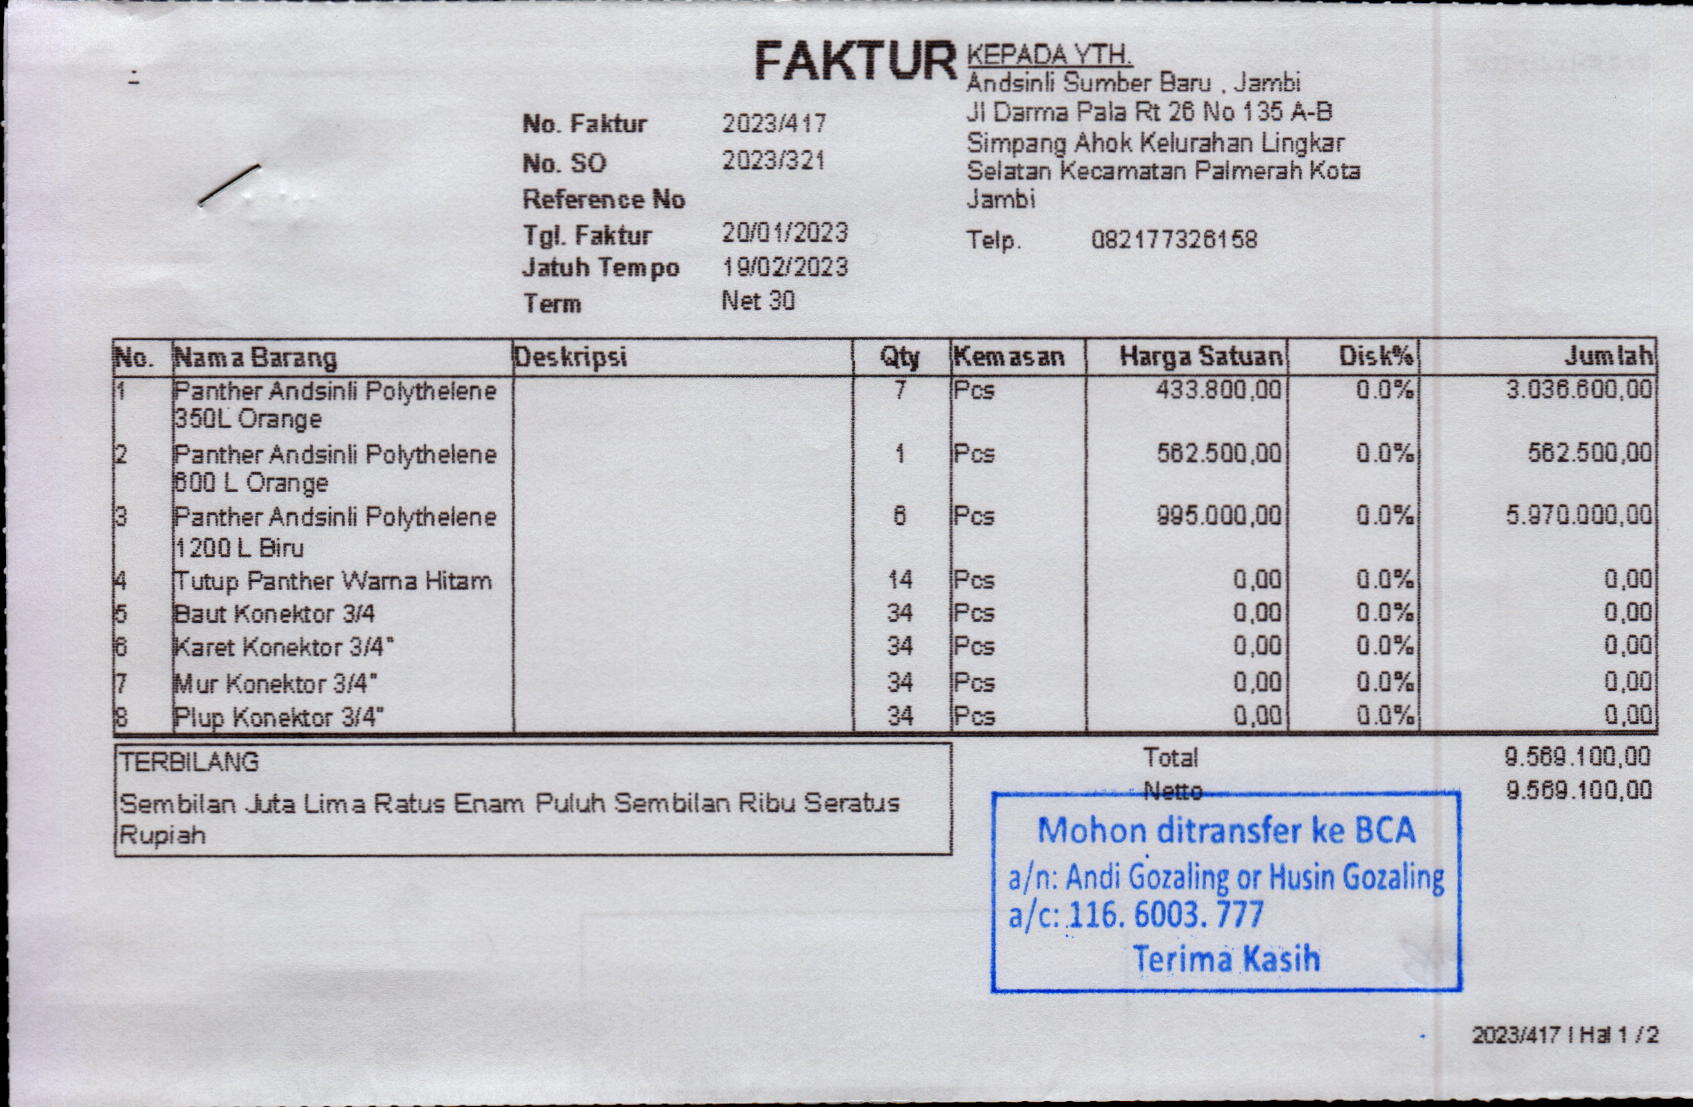 FAKTUR
KEPADA YTH.
Andsinli Sumber Baru , Jambi
Jl Darma Pala Rt 26 No 135 A-B
Simpang Ahok Kelurahan Lingkar
Selatan Kecamatan Palmerah Kota
Jambi
Telp. 082177326158
No. Faktur 2023/417
No. SO 2023/321
Reference No
Tgl. Faktur 20/01/2023
Jatuh Tempo 19/02/2023
Term Net 30
No. Nama Barang Deskripsi Qty Kemasan Harga Satuan Disk% Jumlah
1 Panther Andsinli Polythelene 7 Pcs 433.800,00 0.0% 3.036.600,00
350L Orange
2 Panther Andsinli Polythelene 1 Pcs 562.500,00 0.0% 562.500,00
600 L Orange
3 Panther Andsinli Polythelene 6 Pcs 995.000,00 0.0% 5.970.000,00
1200 L Biru
4 Tutup Panther Warna Hitam 14 Pcs 0,00 0.0% 0,00
5 Baut Konektor 3/4 34 Pcs 0,00 0.0% 0,00
6 Karet Konektor 3/4" 34 Pcs 0,00 0.0% 0,00
7 Mur Konektor 3/4" 34 Pcs 0,00 0.0% 0,00
8 Plup Konektor 3/4" 34 Pcs 0,00 0.0% 0,00
TERBILANG
Sembilan Juta Lima Ratus Enam Puluh Sembilan Ribu Seratus
Rupiah
Total 9.569.100,00
Netto 9.569.100,00
Mohon ditransfer ke BCA
a/n: Andi Gozaling or Husin Gozaling
a/c: 116. 6003. 777
Terima Kasih
2023/417 | Hal 1 / 2